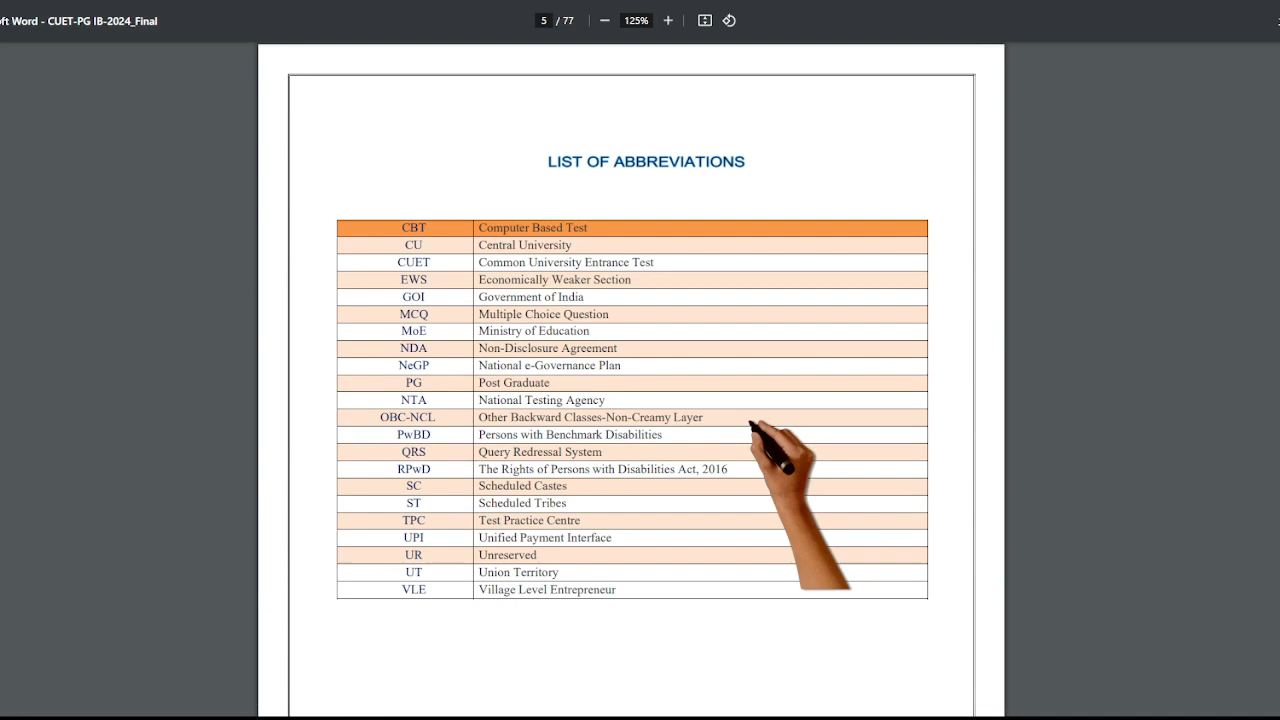 oft Word - CUET-PG IB-2024_Final
5 / 77
125%
LIST OF ABBREVIATIONS
CBT Computer Based Test
CU Central University
CUET Common University Entrance Test
EWS Economically Weaker Section
GOI Government of India
MCQ Multiple Choice Question
MoE Ministry of Education
NDA Non-Disclosure Agreement
NeGP National e-Governance Plan
PG Post Graduate
NTA National Testing Agency
OBC-NCL Other Backward Classes-Non-Creamy Layer
PwBD Persons with Benchmark Disabilities
QRS Query Redressal System
RPwD The Rights of Persons with Disabilities Act, 2016
SC Scheduled Castes
ST Scheduled Tribes
TPC Test Practice Centre
UPI Unified Payment Interface
UR Unreserved
UT Union Territory
VLE Village Level Entrepreneur